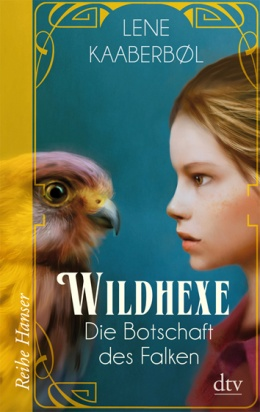 LENE
KAABERBØL
WILDHEXE
Die Botschaft
des Falken
Reihe Hanser
dtv